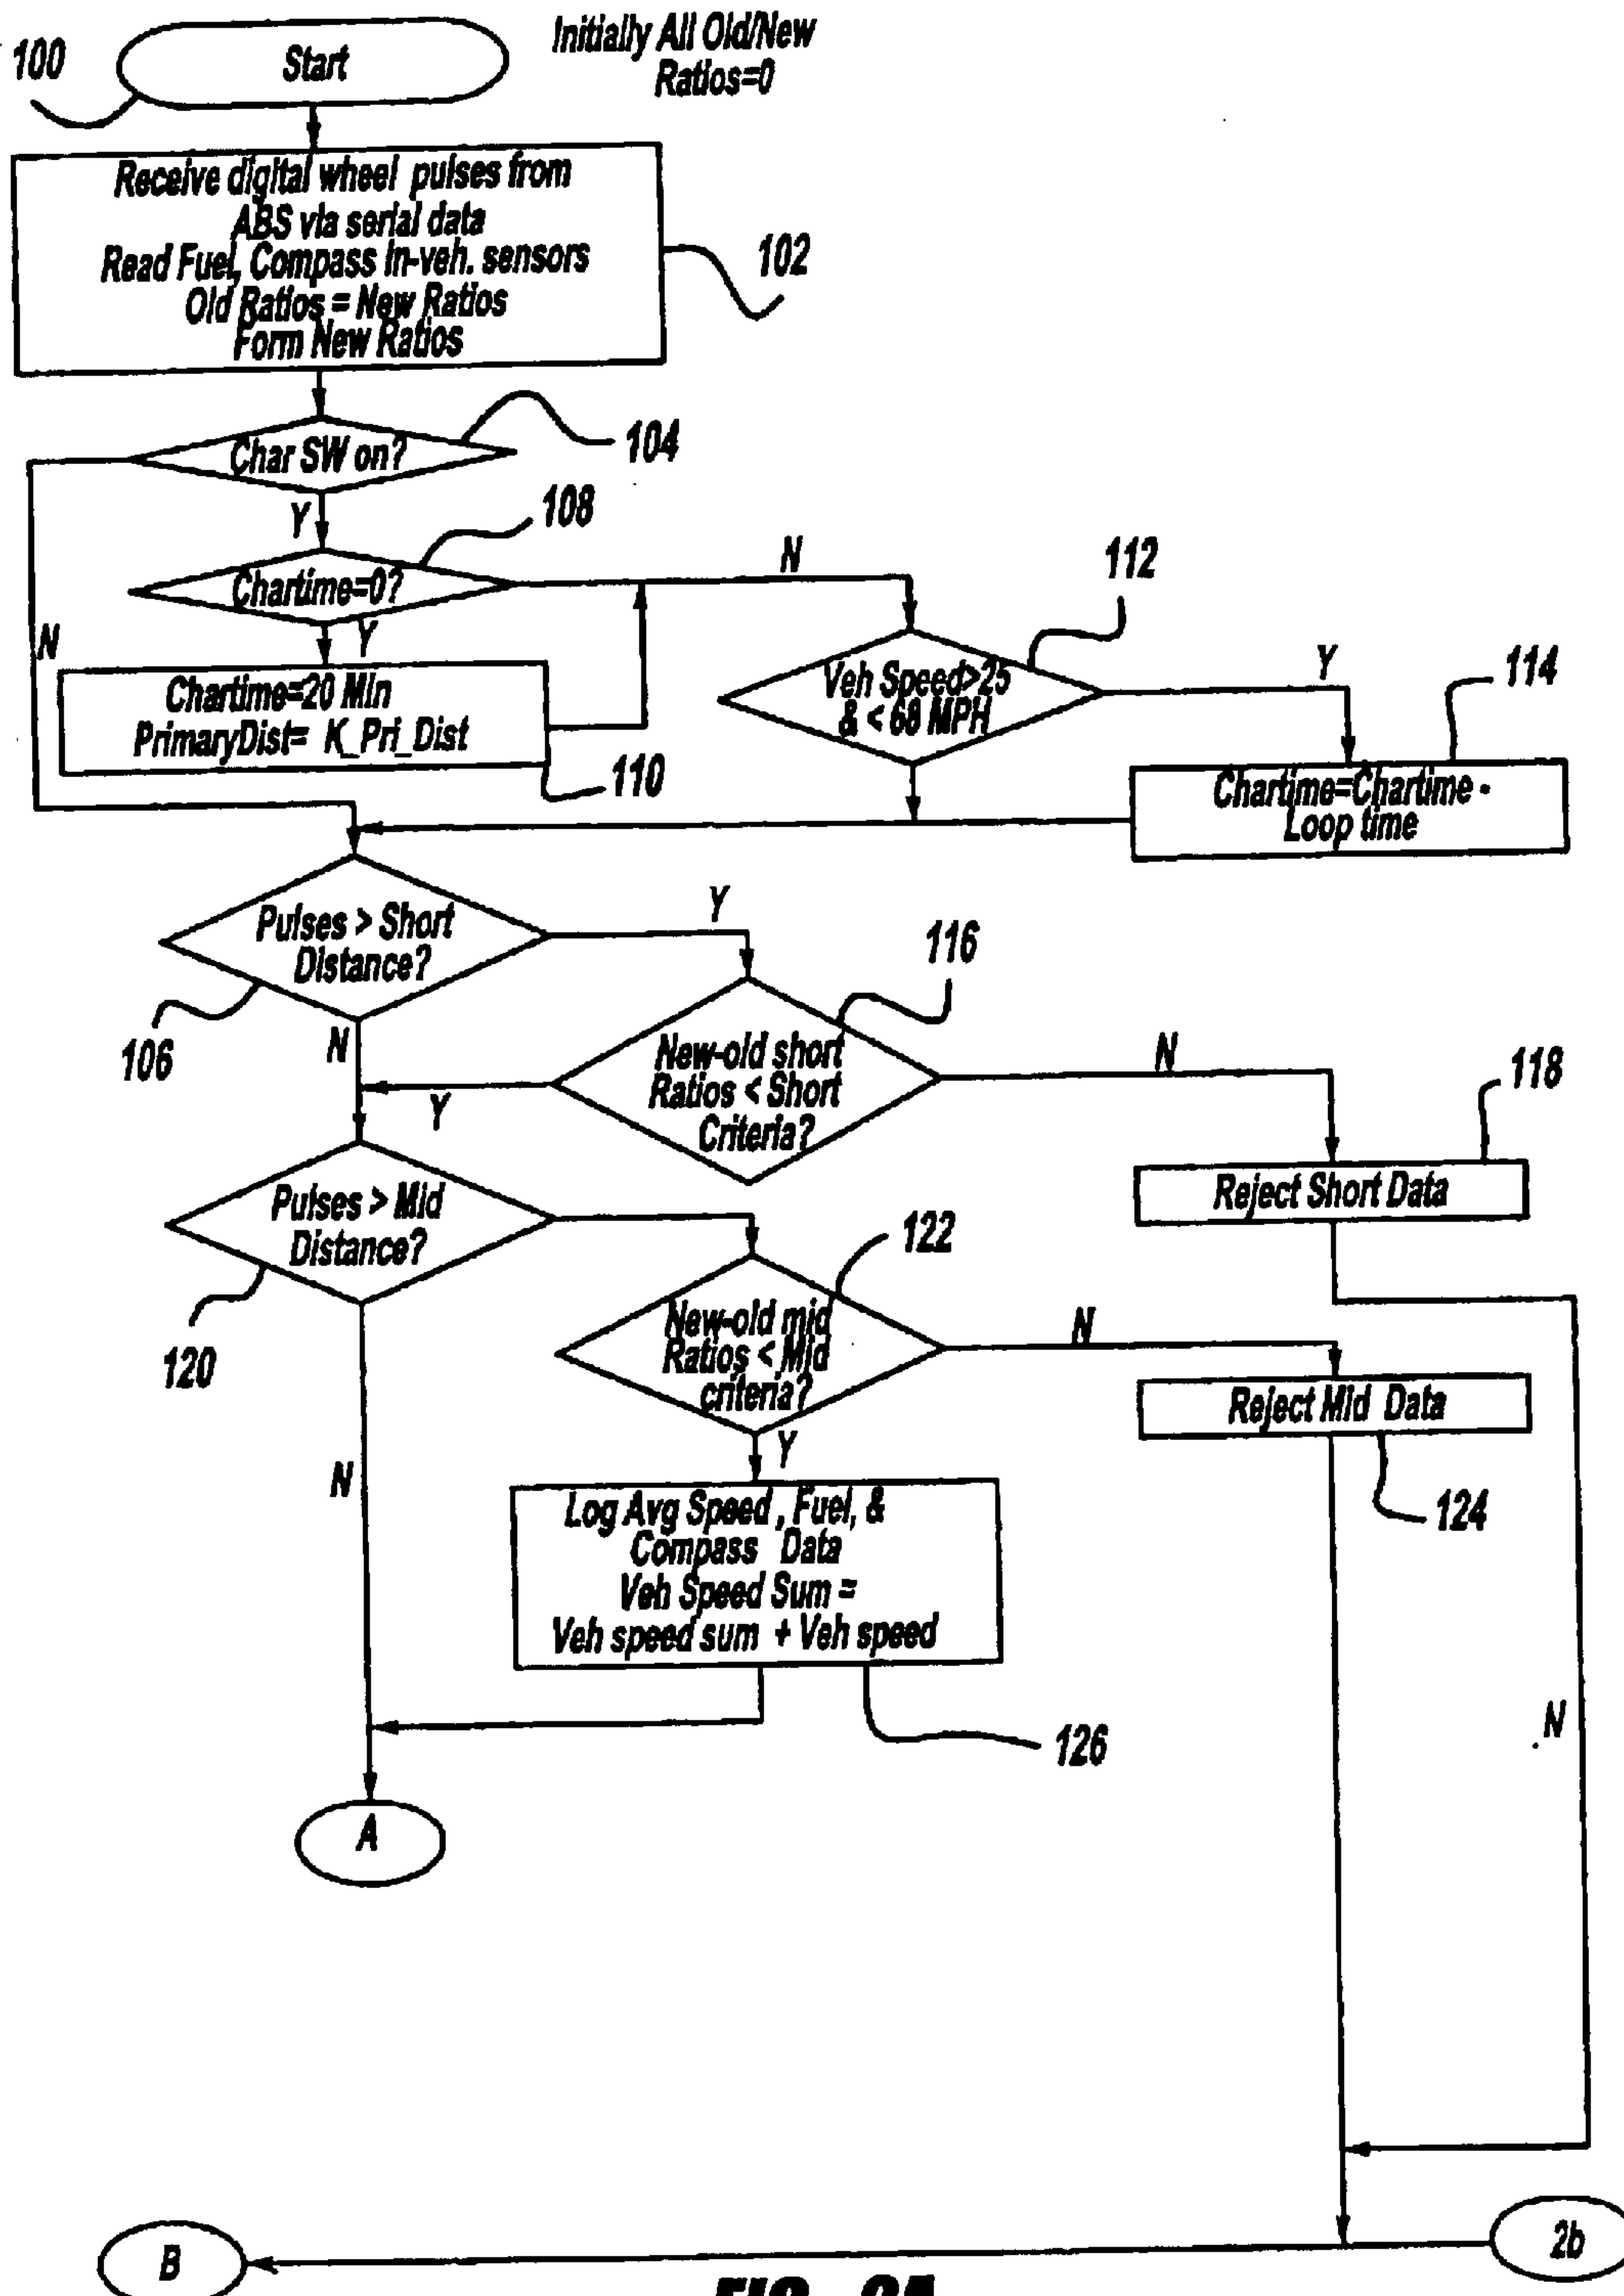 100
Start
Initially All Old/New
Ratios=0
Receive digital wheel pulses from
ABS via serial data
Read Fuel, Compass In-veh. sensors
Old Ratios = New Ratios
Form New Ratios
102
Char SW on?
104
Y
N
108
Chartime=0?
N
Y
Chartime=20 Min
PrimaryDist= K_Pri_Dist
110
112
Veh Speed>25
& < 68 MPH
Y
114
Chartime=Chartime -
Loop time
Pulses > Short
Distance?
Y
106
N
116
New-old short
Ratios < Short
Criteria?
Y
N
118
Reject Short Data
Pulses > Mid
Distance?
120
122
New-old mid
Ratios < Mid
criteria?
N
Reject Mid Data
124
Y
N
Log Avg Speed , Fuel, &
Compass Data
Veh Speed Sum =
Veh speed sum + Veh speed
126
N
A
B
2b
FIG. 2A